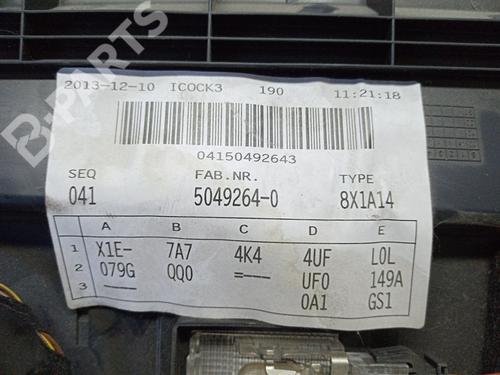 B-PARTS
2013-12-10 ICOCK3 190 11:21:18
04150492643
SEQ FAB.NR. TYPE
041 5049264-0 8X1A14
A B C D E
1 X1E- 7A7 4K4 4UF L0L
2 079G QQ0 =--- UF0 149A
3 ---- 0A1 GS1